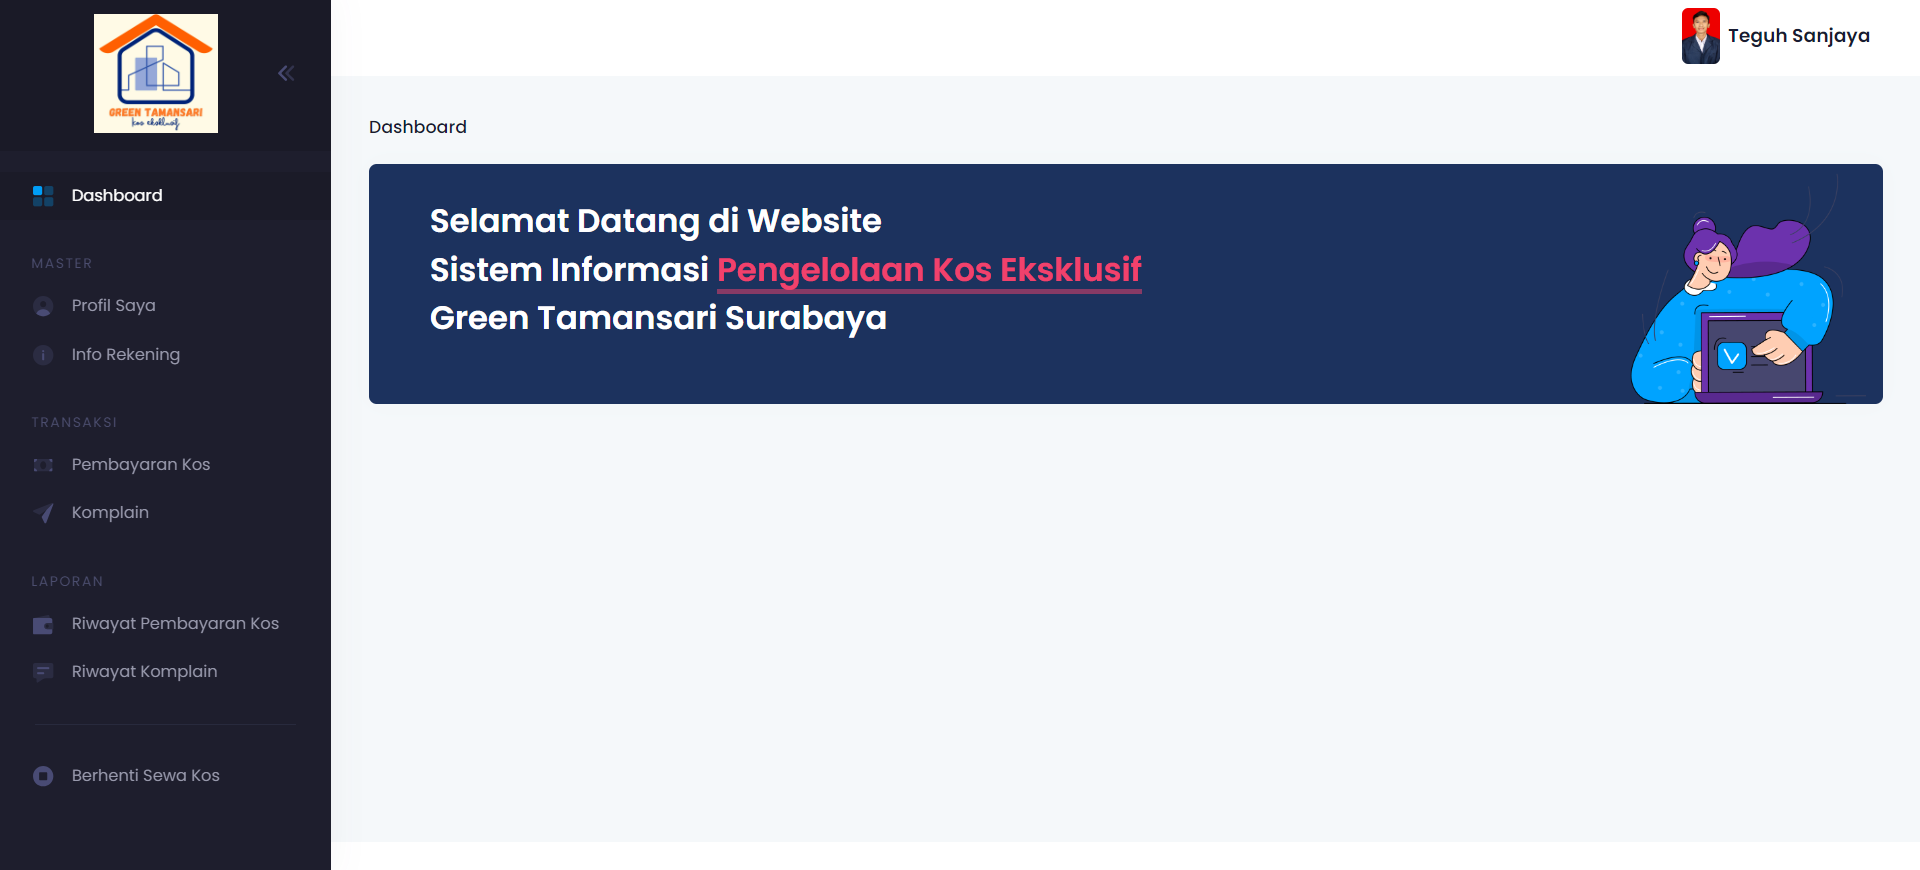 GREEN TAMANSARI
kos eksklusif
Teguh Sanjaya
Dashboard
MASTER
Profil Saya
Info Rekening
TRANSAKSI
Pembayaran Kos
Komplain
LAPORAN
Riwayat Pembayaran Kos
Riwayat Komplain
Berhenti Sewa Kos
Dashboard
Selamat Datang di Website
Sistem Informasi Pengelolaan Kos Eksklusif
Green Tamansari Surabaya